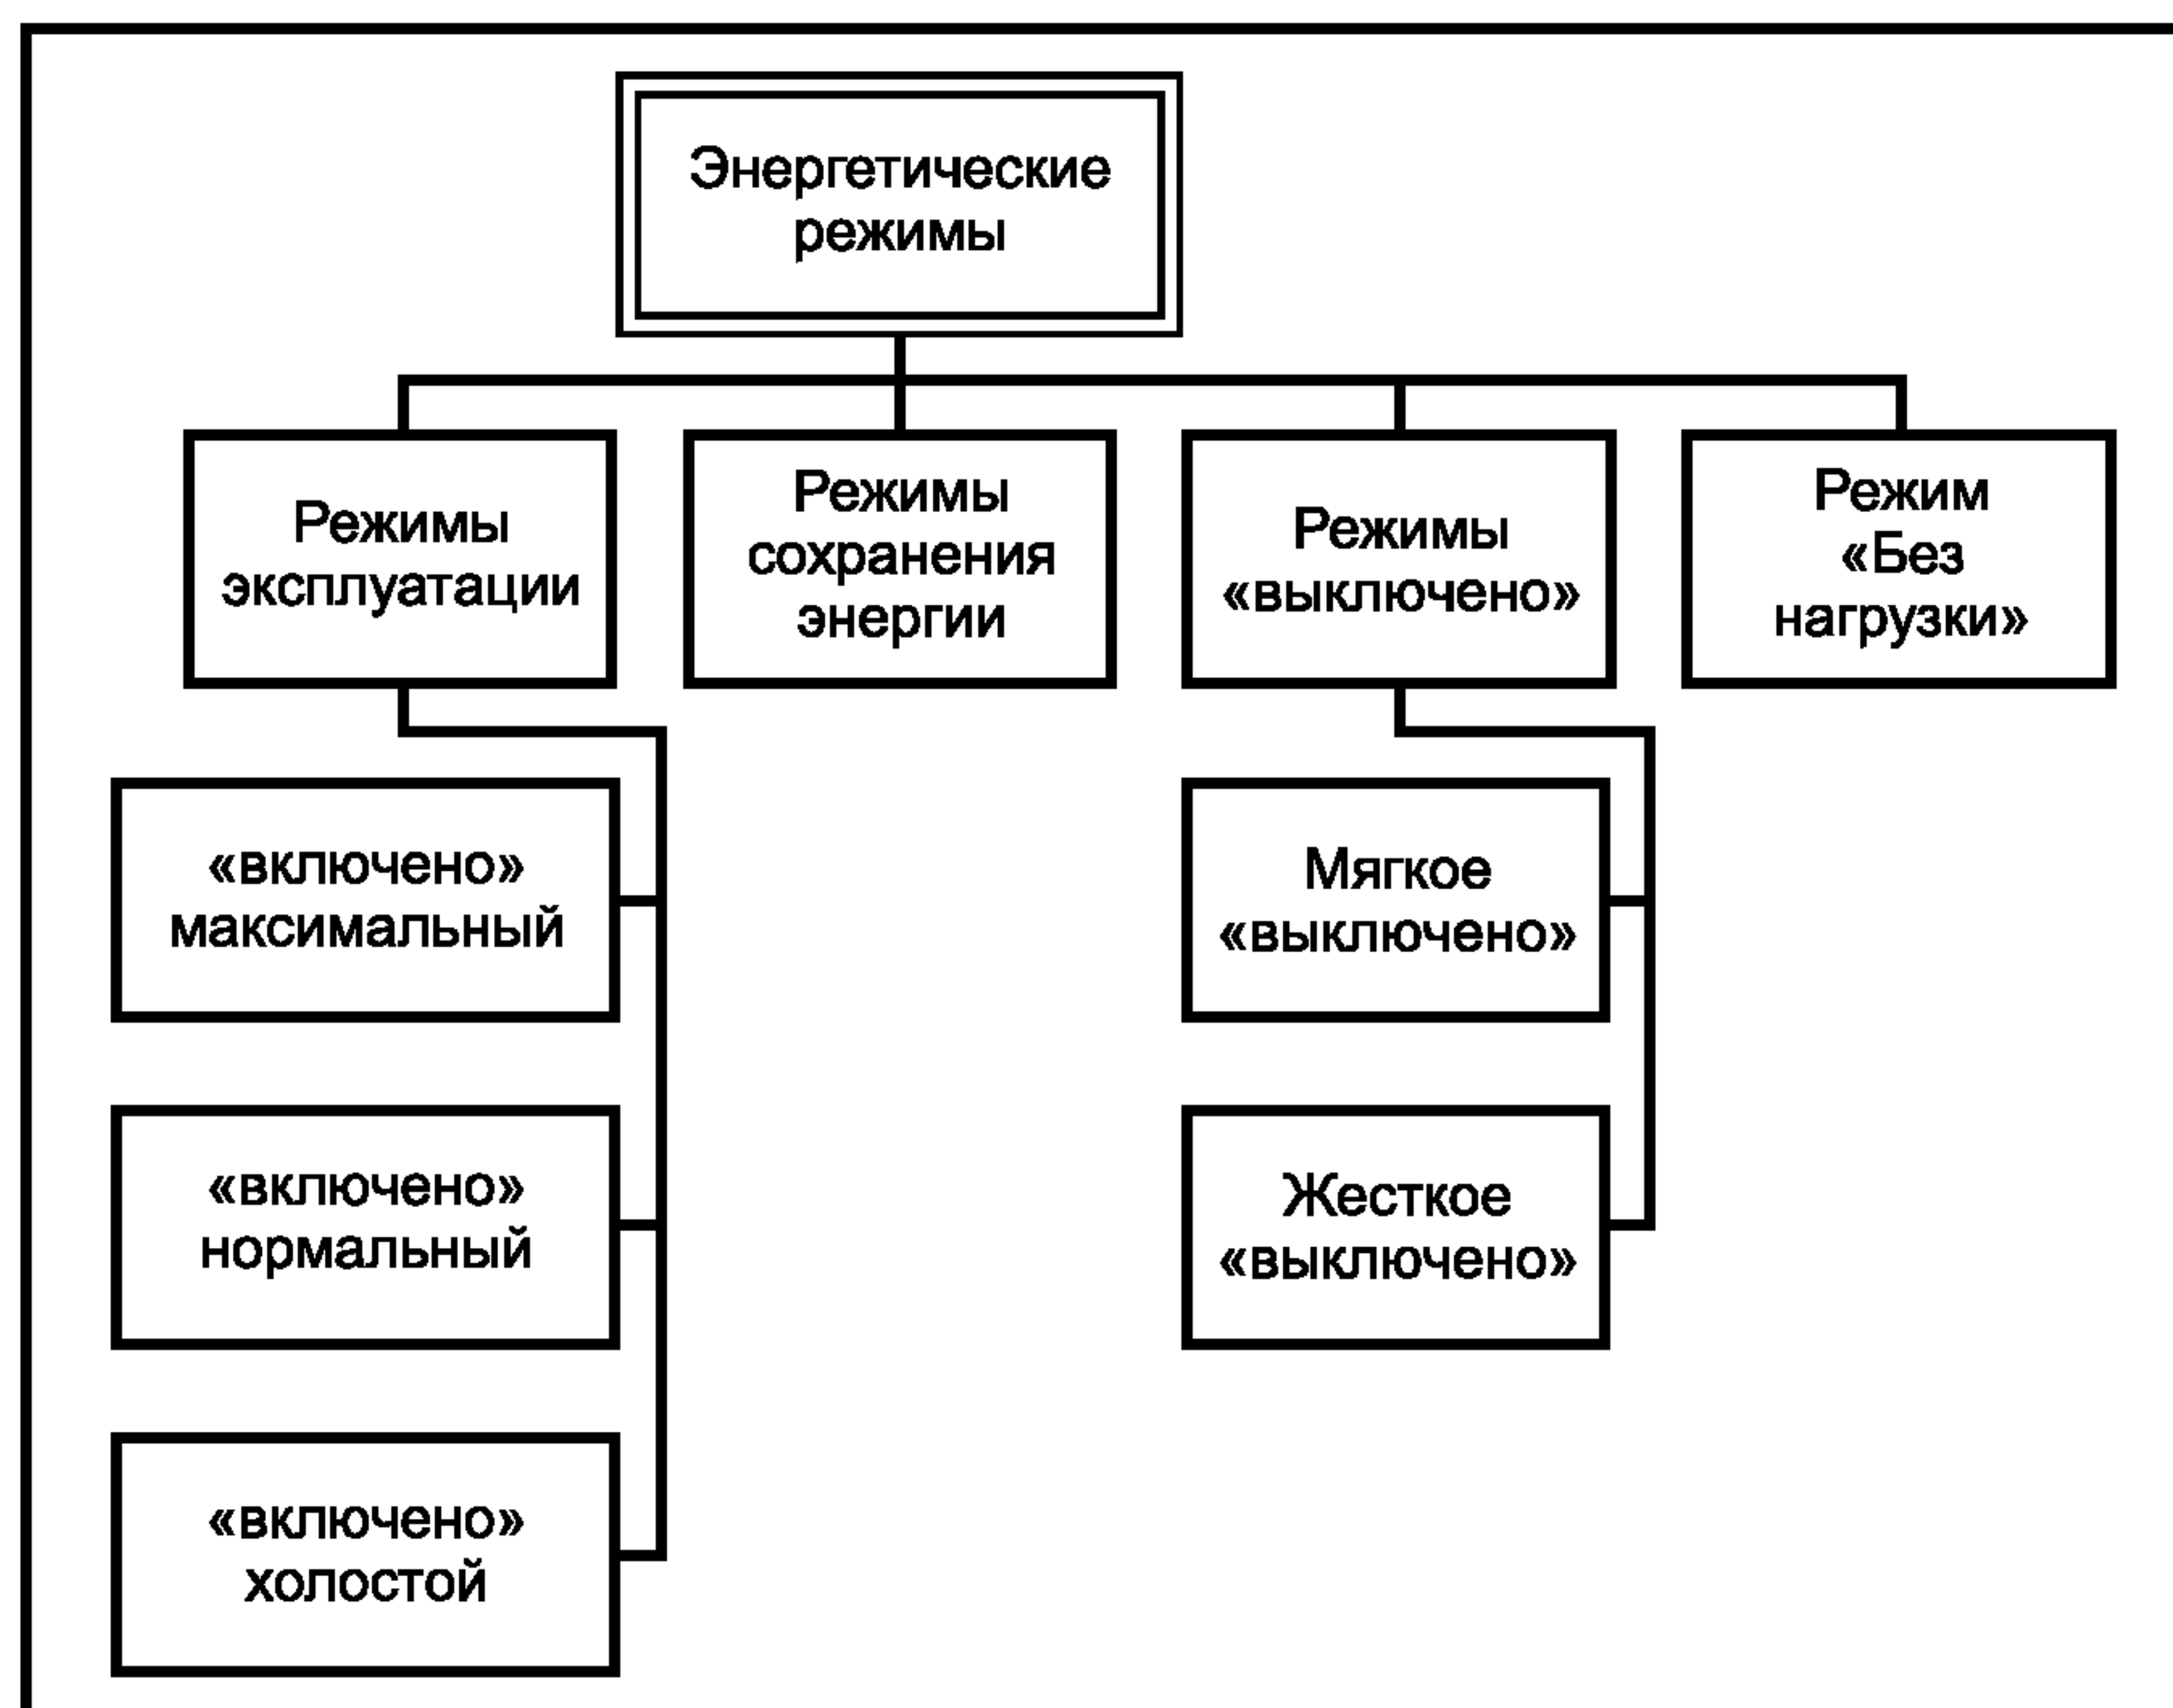 Энергетические
режимы
Режимы
эксплуатации
Режимы
сохранения
энергии
Режимы
«выключено»
Режим
«Без
нагрузки»
«включено»
максимальный
«включено»
нормальный
«включено»
холостой
Мягкое
«выключено»
Жесткое
«выключено»